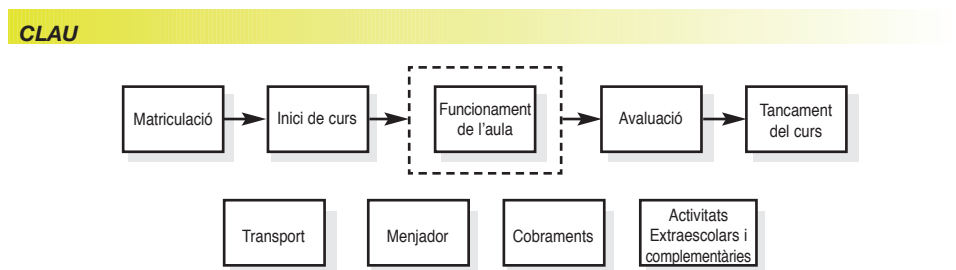 CLAU
Matriculació
Inici de curs
Funcionament
de l'aula
Avaluació
Tancament
del curs
Transport
Menjador
Cobraments
Activitats
Extraescolars i
complementàries